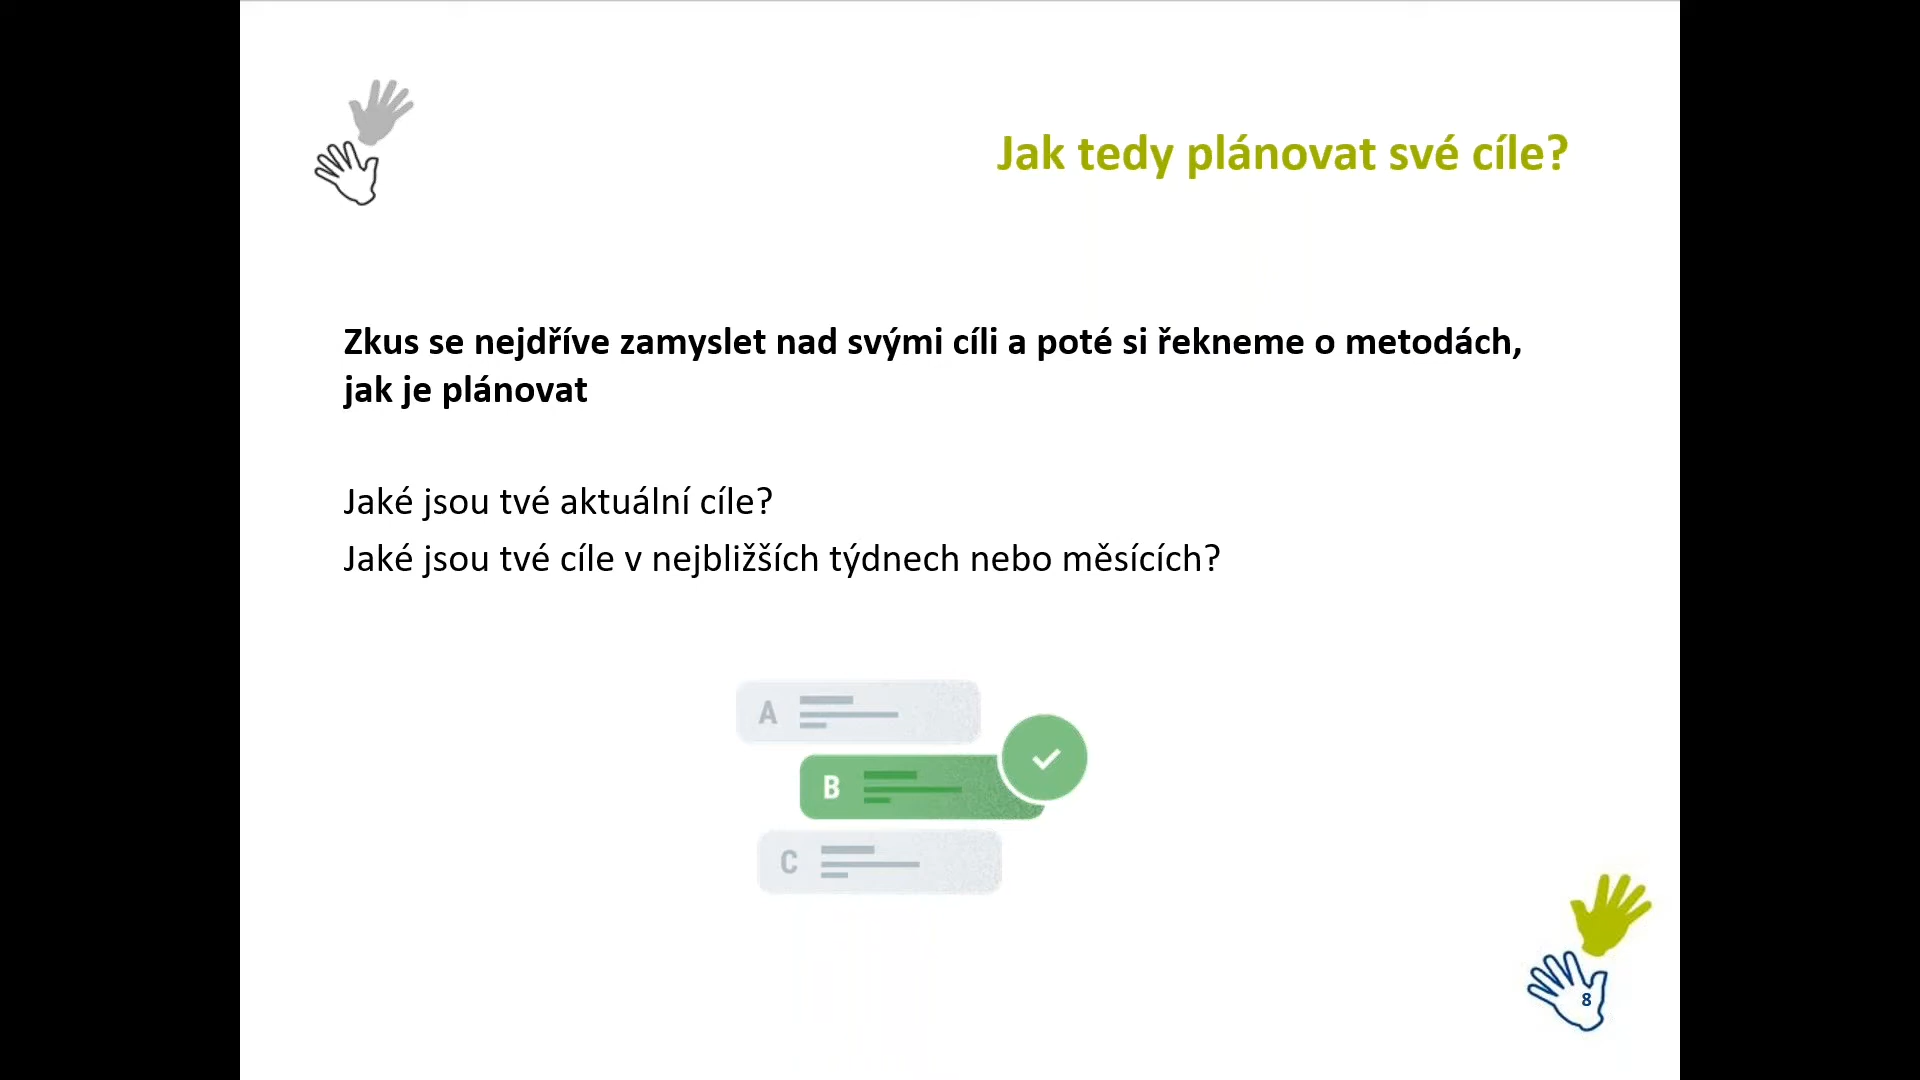 Jak tedy plánovat své cíle?
Zkus se nejdříve zamyslet nad svými cíli a poté si řekneme o metodách,
jak je plánovat
Jaké jsou tvé aktuální cíle?
Jaké jsou tvé cíle v nejbližších týdnech nebo měsících?
A
B
C
8